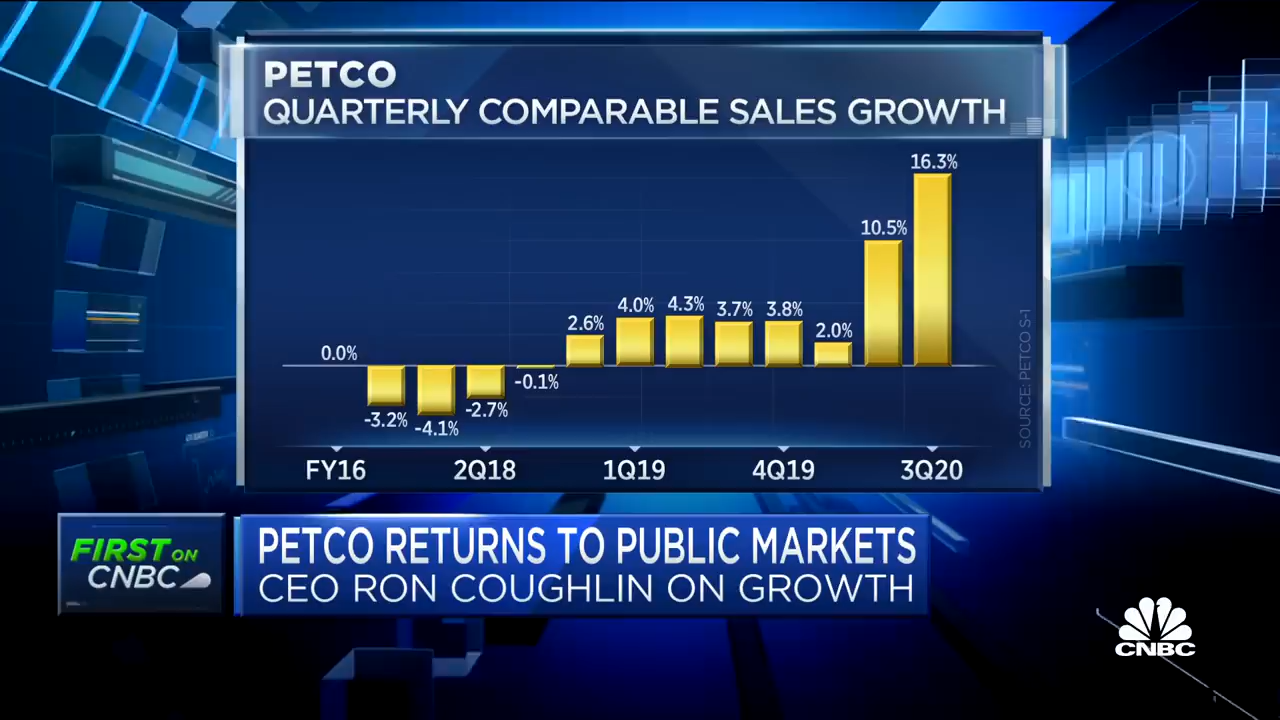 PETCO
QUARTERLY COMPARABLE SALES GROWTH
16.3%
10.5%
4.3%
4.0%
3.7%
3.8%
2.6%
2.0%
0.0%
-0.1%
-3.2%
-4.1%
-2.7%
SOURCE: PETCO S-1
FY16 2Q18 1Q19 4Q19 3Q20
FIRST ON
CNBC
PETCO RETURNS TO PUBLIC MARKETS
CEO RON COUGHLIN ON GROWTH
CNBC